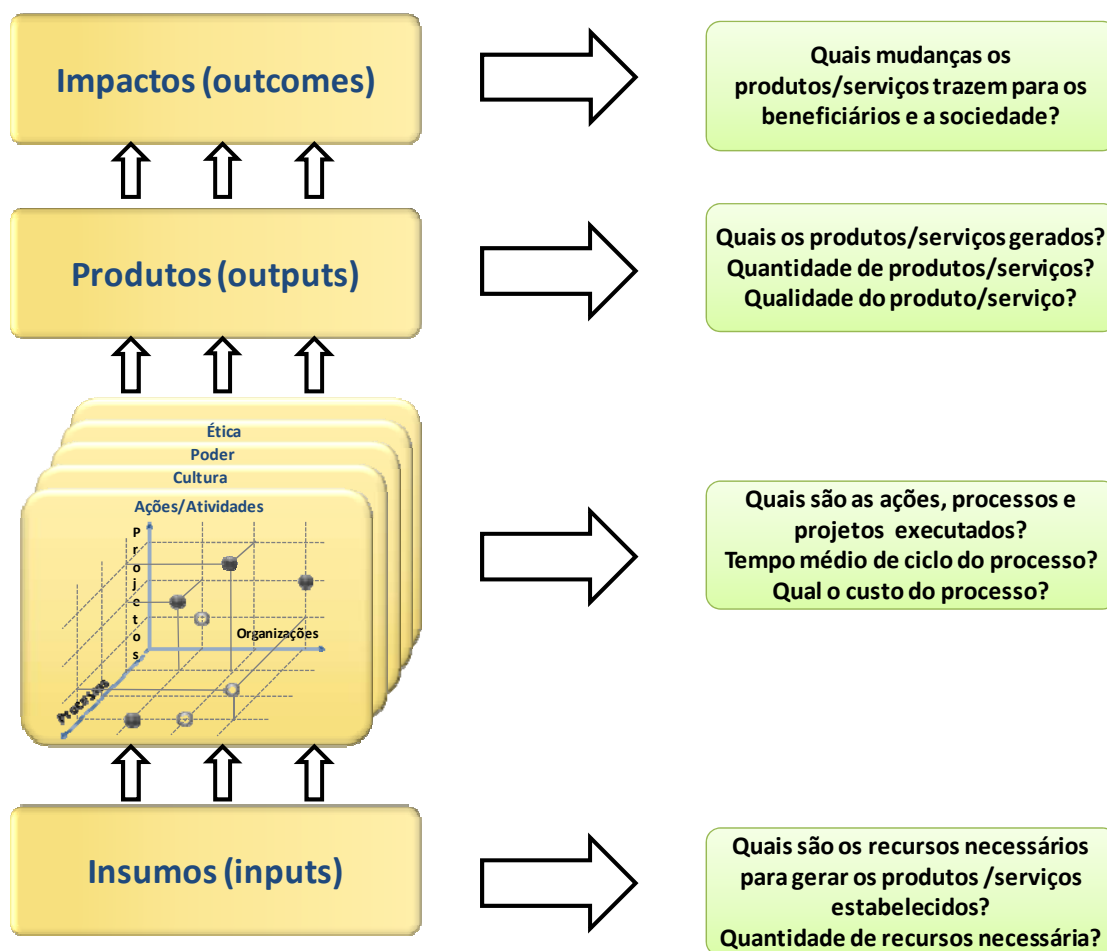 Impactos (outcomes)
Quais mudanças os
produtos/serviços trazem para os
beneficiários e a sociedade?
Produtos (outputs)
Quais os produtos/serviços gerados?
Quantidade de produtos/serviços?
Qualidade do produto/serviço?
Ética
Poder
Cultura
Ações/Atividades
Projetos
Organizações
Processos
Quais são as ações, processos e
projetos executados?
Tempo médio de ciclo do processo?
Qual o custo do processo?
Insumos (inputs)
Quais são os recursos necessários
para gerar os produtos /serviços
estabelecidos?
Quantidade de recursos necessária?